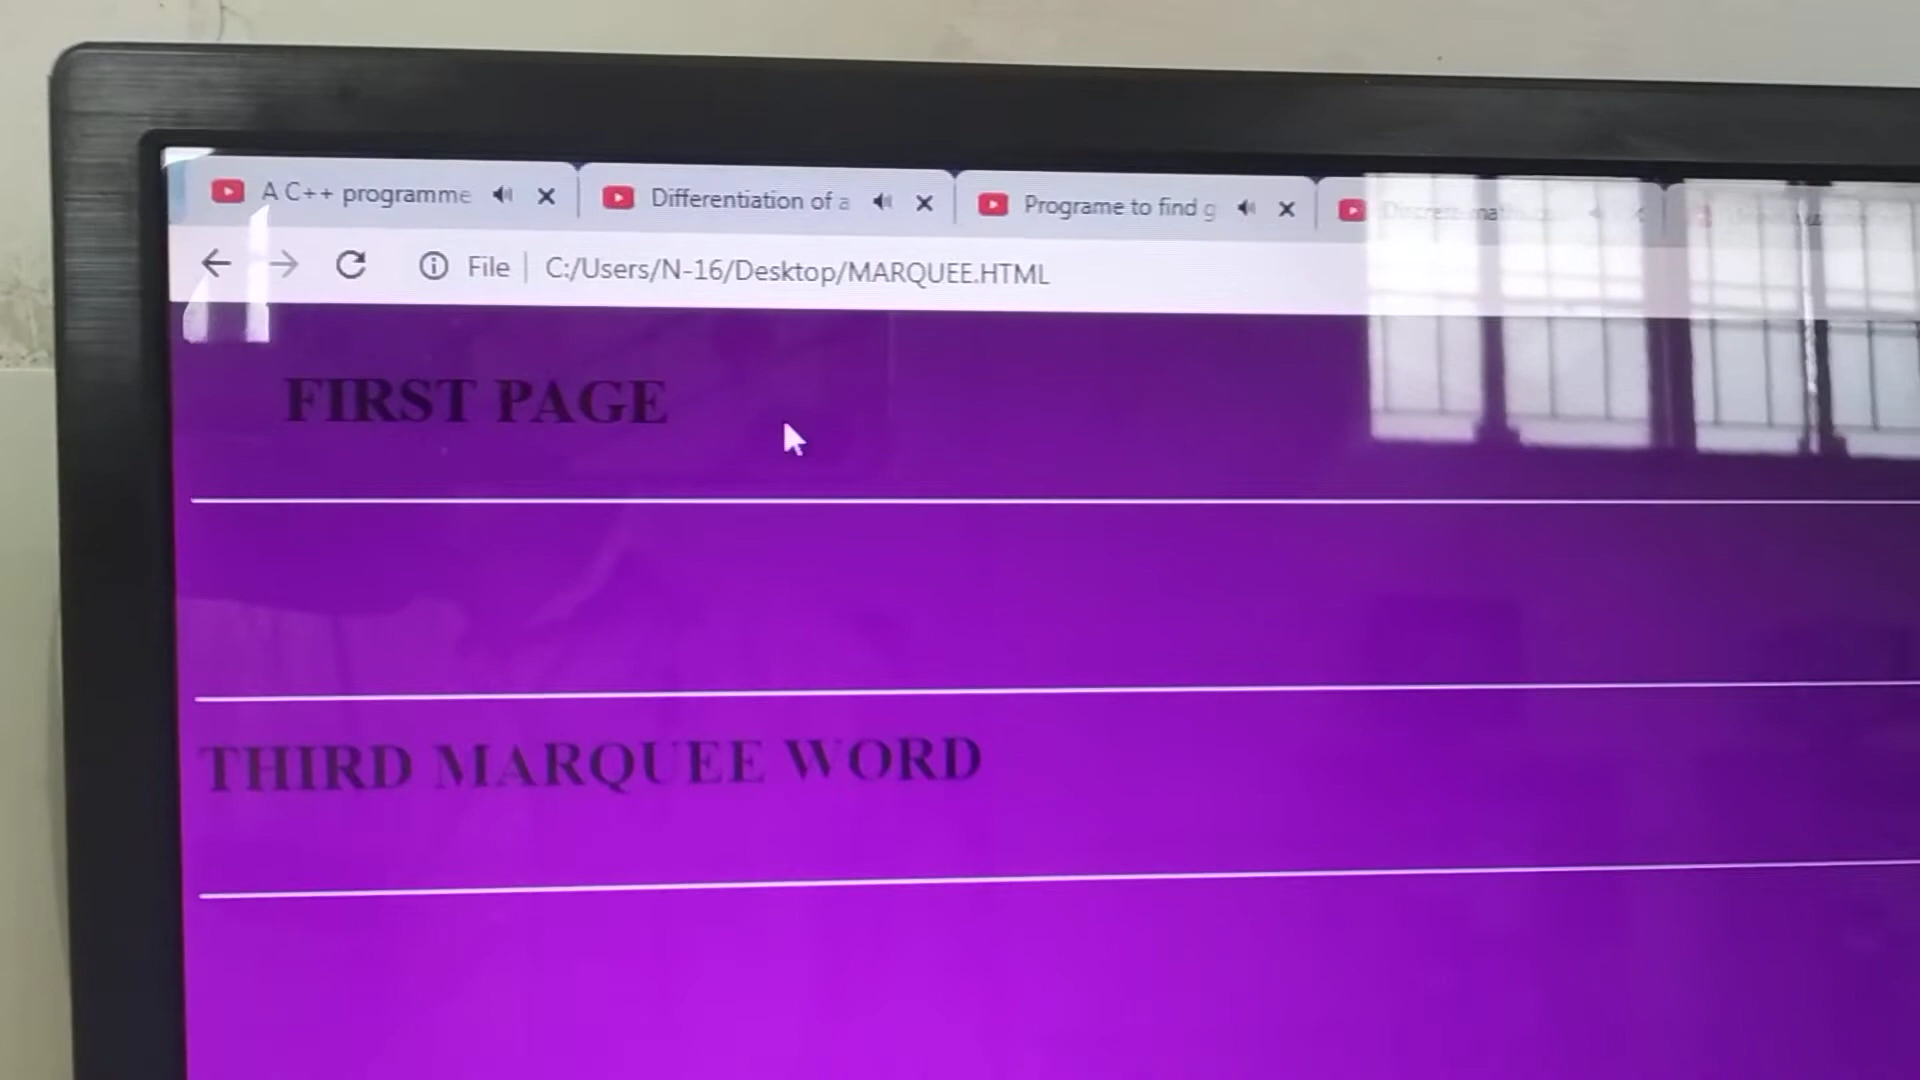 A C++ programme
Differentiation of a
Programe to find g
File
C:/Users/N-16/Desktop/MARQUEE.HTML
FIRST PAGE
THIRD MARQUEE WORD